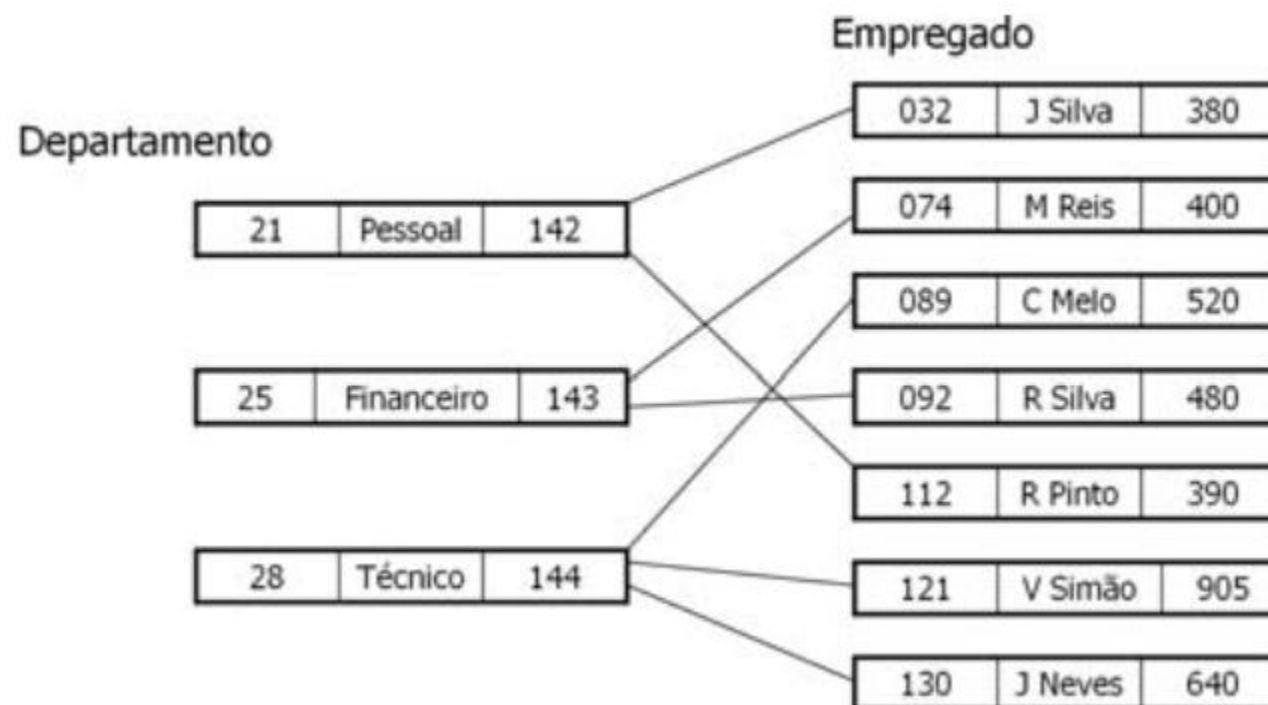 Empregado
032 J Silva 380
Departamento
074 M Reis 400
21 Pessoal 142
089 C Melo 520
25 Financeiro 143
092 R Silva 480
112 R Pinto 390
28 Técnico 144
121 V Simão 905
130 J Neves 640